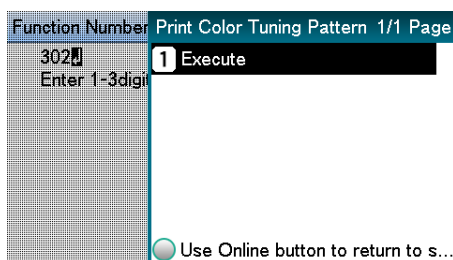 Function Number
302
Enter 1-3digi
Print Color Tuning Pattern 1/1 Page
1 Execute
Use Online button to return to s...